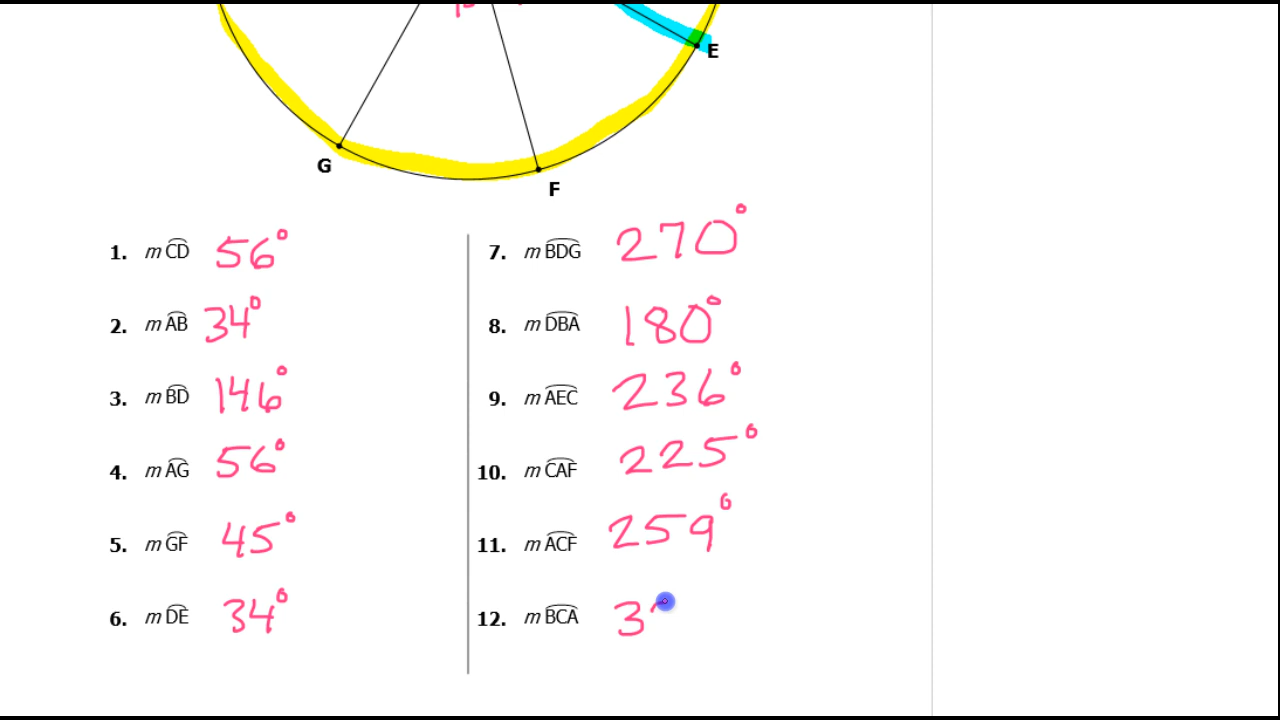 E
G
F
1. mCD 56°
2. mAB 34°
3. mBD 146°
4. mAG 56°
5. mGF 45°
6. mDE 34°
7. mBDG 270°
8. mDBA 180°
9. mAEC 236°
10. mCAF 225°
11. mACF 259°
12. mBCA 3